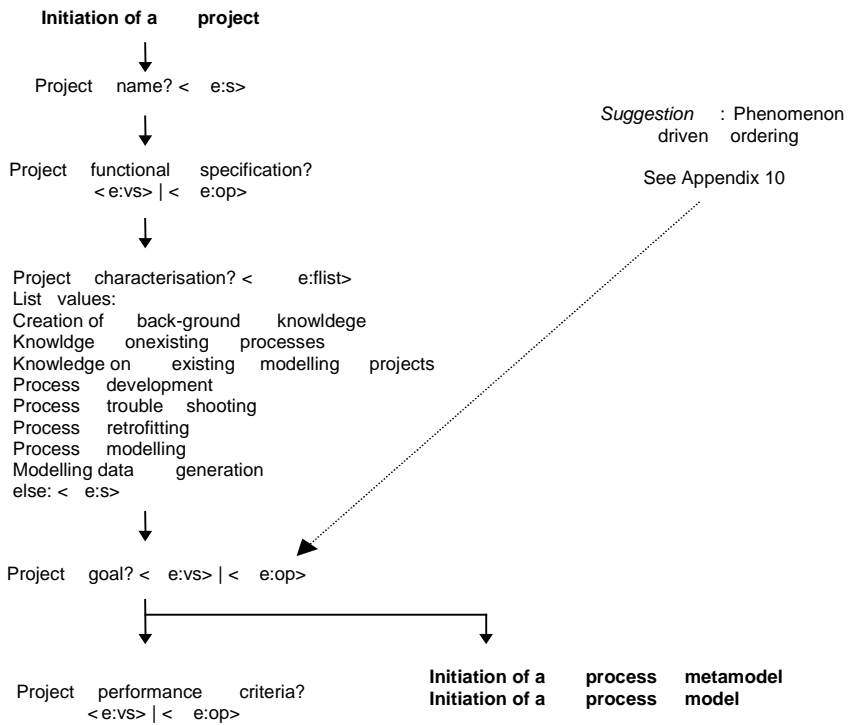 Initiation of a project
Project name? < e:s>
Suggestion : Phenomenon
driven ordering
See Appendix 10
Project functional specification?
< e:vs> | < e:op>
Project characterisation? < e:flist>
List values:
Creation of back-ground knowldege
Knowldge onexisting processes
Knowledge on existing modelling projects
Process development
Process trouble shooting
Process retrofitting
Process modelling
Modelling data generation
else: < e:s>
Project goal? < e:vs> | < e:op>
Project performance criteria?
< e:vs> | < e:op>
Initiation of a process metamodel
Initiation of a process model